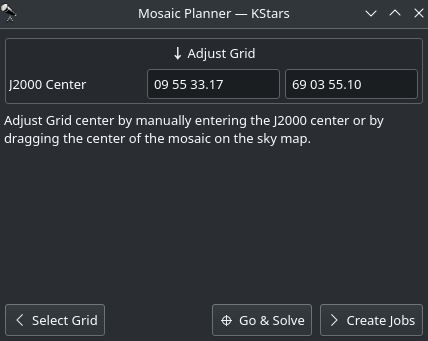 Mosaic Planner — KStars
Adjust Grid
J2000 Center 09 55 33.17 69 03 55.10
Adjust Grid center by manually entering the J2000 center or by
dragging the center of the mosaic on the sky map.
Select Grid Go & Solve Create Jobs